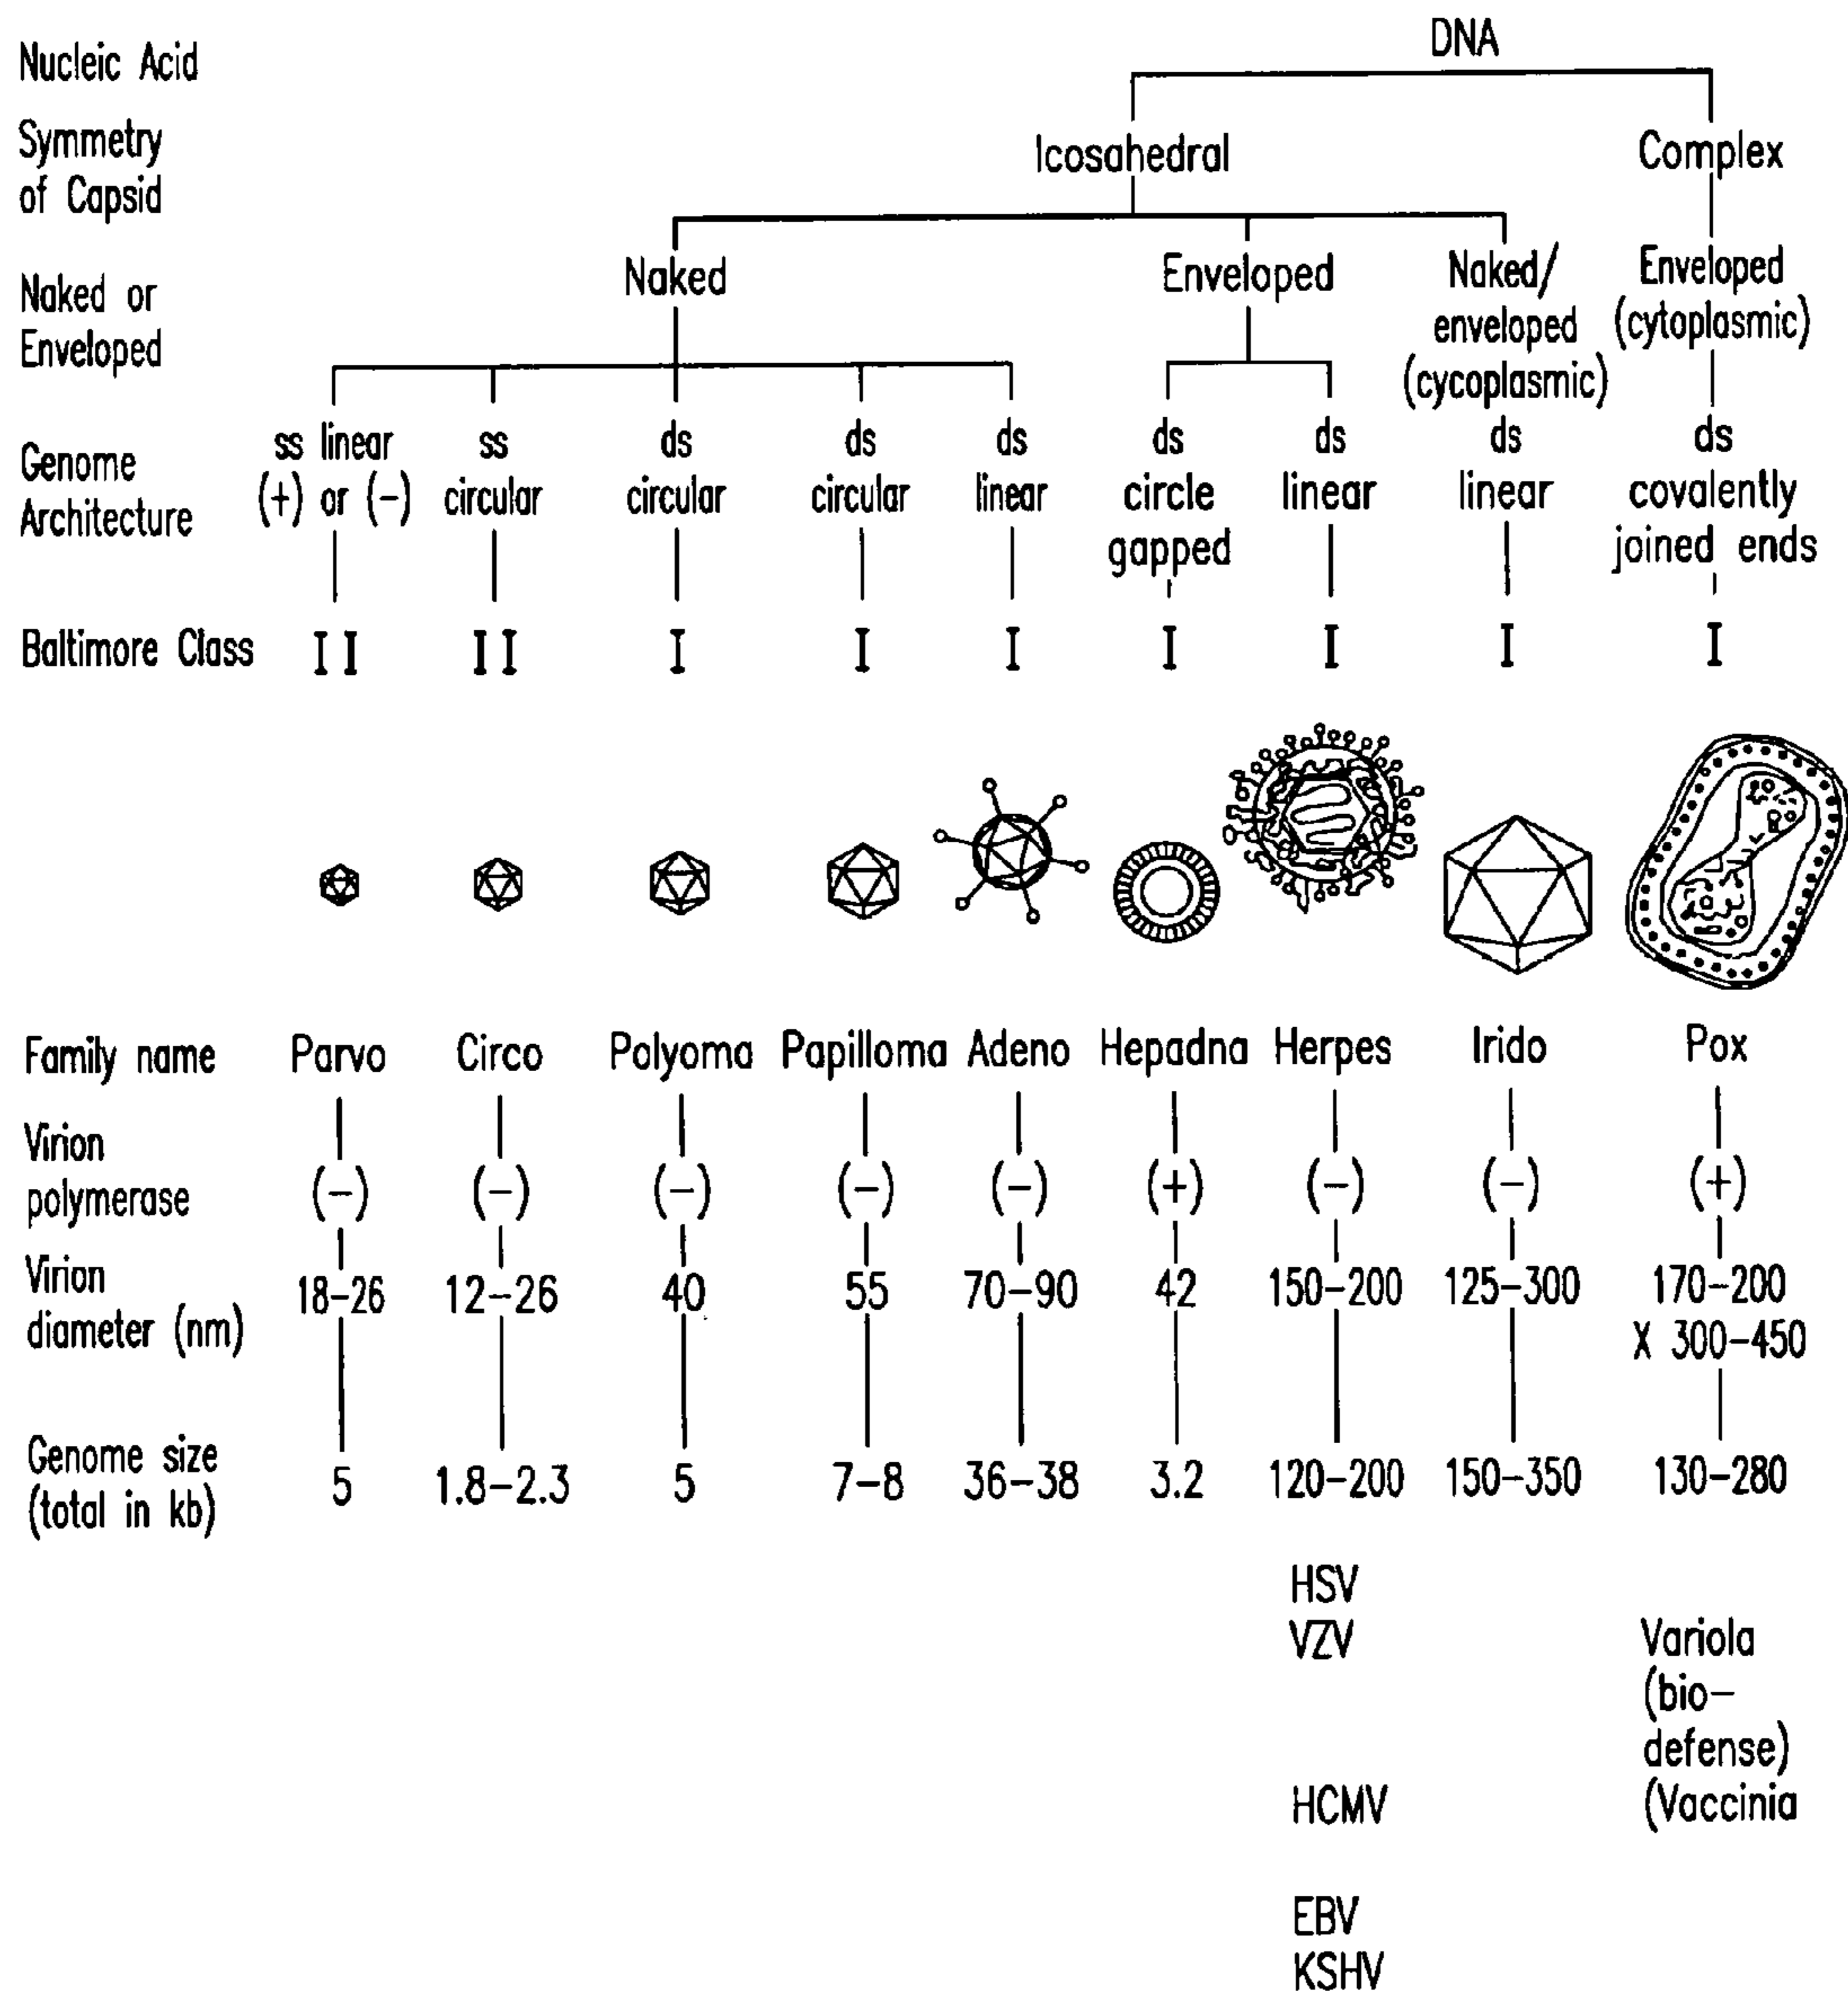 DNA
Nucleic Acid
Symmetry
of Capsid
Icosahedral
Complex
Naked or
Enveloped
Naked
Enveloped
Naked/
enveloped
(cycoplasmic)
Enveloped
(cytoplasmic)
Genome
Architecture
ss linear
(+) or (-)
ss
circular
ds
circular
ds
circular
ds
linear
ds
circle
gapped
ds
linear
ds
linear
ds
covalently
joined ends
Baltimore Class II II I I I I I I I
Family name Parvo Circo Polyoma Papilloma Adeno Hepadna Herpes Irido Pox
Virion
polymerase
(-) (-) (-) (-) (-) (+) (-) (-) (+)
Virion
diameter (nm)
18-26 12-26 40 55 70-90 42 150-200 125-300 170-200
X 300-450
Genome size
(total in kb)
5 1.8-2.3 5 7-8 36-38 3.2 120-200 150-350 130-280
HSV
VZV
HCMV
EBV
KSHV
Variola
(bio-
defense)
(Vaccinia